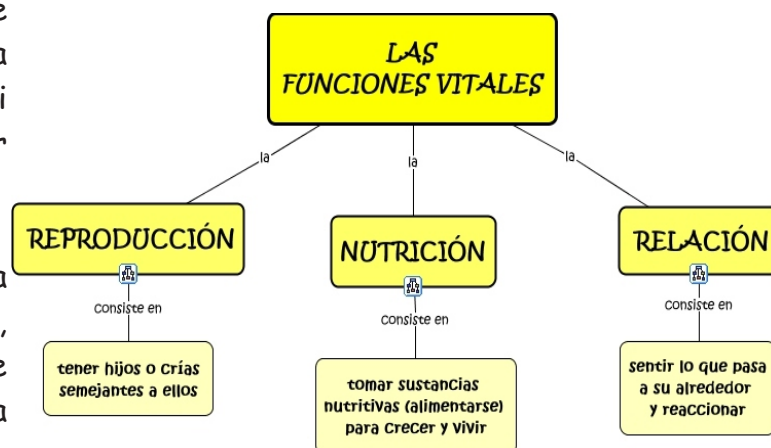 LAS
FUNCIONES VITALES
la
la
la
REPRODUCCIÓN
NUTRICIÓN
RELACIÓN
consiste en
consiste en
consiste en
tener hijos o crías
semejantes a ellos
tomar sustancias
nutritivas (alimentarse)
para crecer y vivir
sentir lo que pasa
a su alrededor
y reaccionar